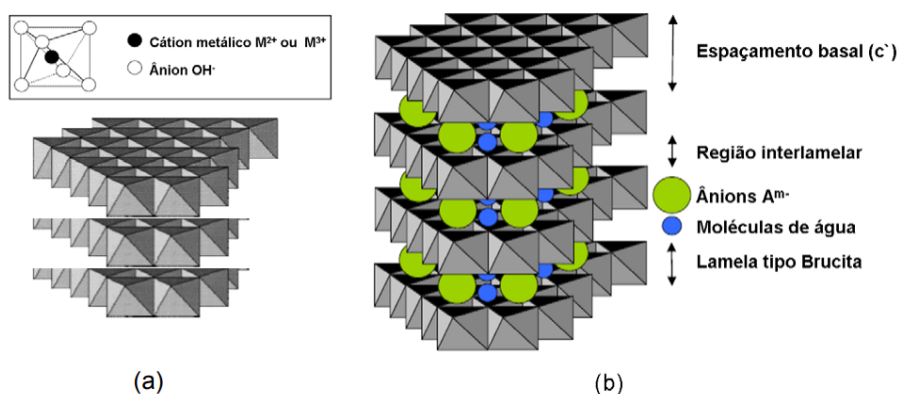 Cátion metálico M²⁺ ou M³⁺
Ânion OH⁻
Espaçamento basal (c`)
Região interlamelar
Ânions Aᵐ⁻
Moléculas de água
Lamela tipo Brucita
(a)
(b)